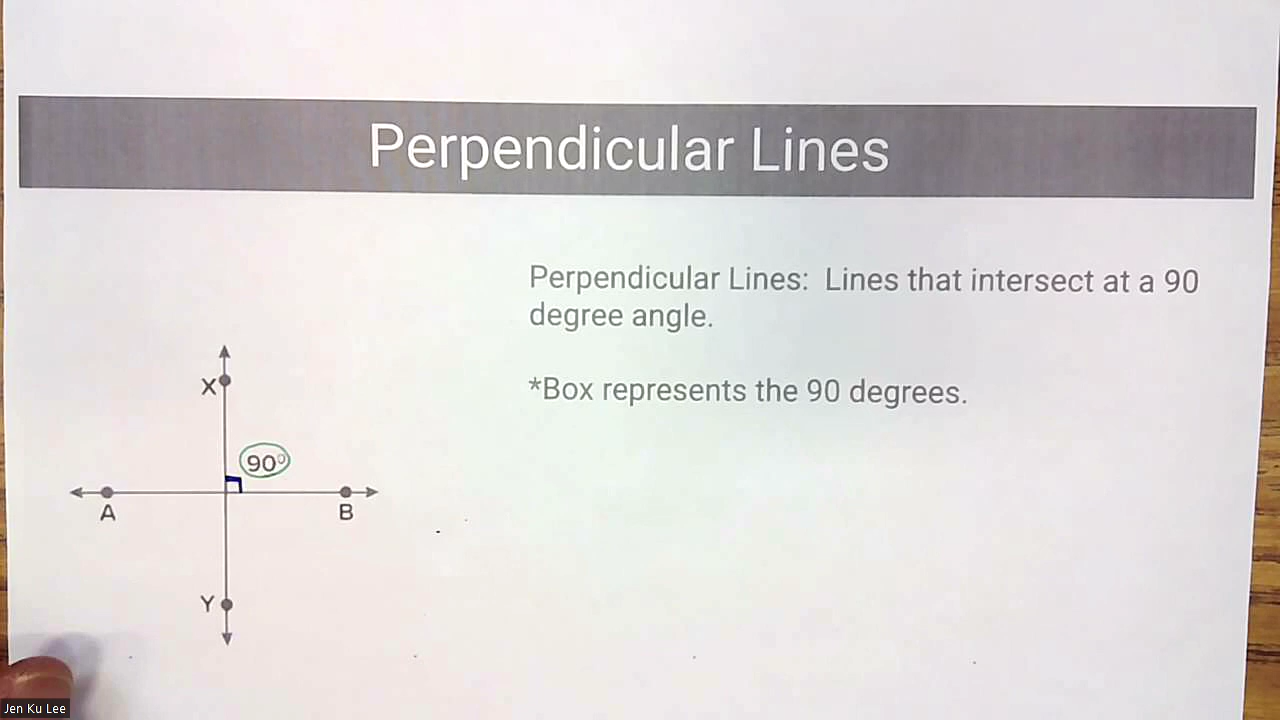 Perpendicular Lines
Perpendicular Lines: Lines that intersect at a 90
degree angle.
*Box represents the 90 degrees.
X
90°
A
B
Y
Jen Ku Lee